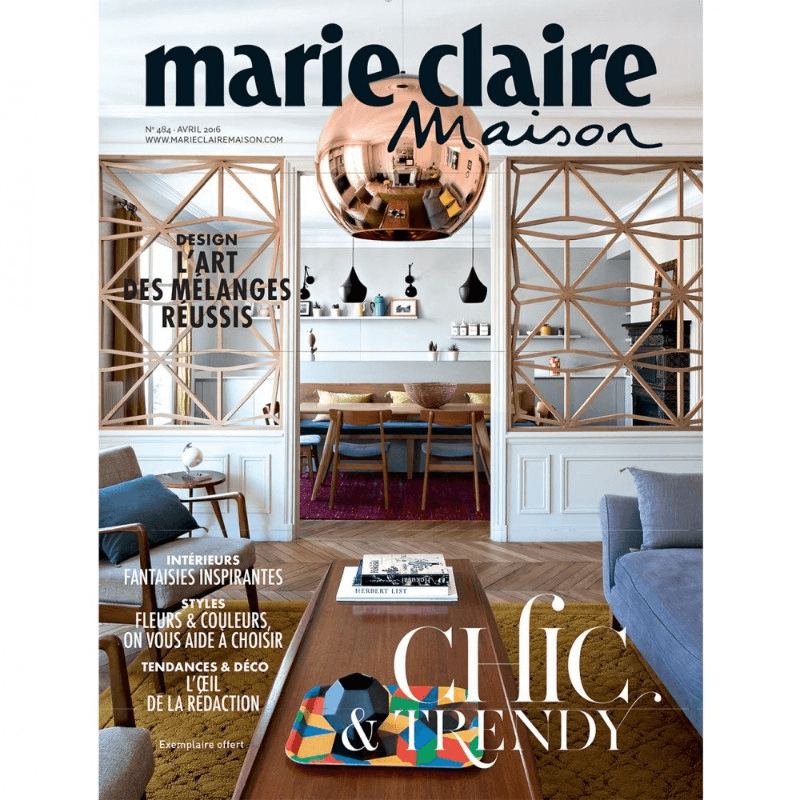 marie claire
Maison
N° 484 - AVRIL 2016
WWW.MARIECLAIREMAISON.COM
DESIGN
L'ART
DES MÉLANGES
RÉUSSIS
INTÉRIEURS
FANTAISIES INSPIRANTES
STYLES
FLEURS & COULEURS,
ON VOUS AIDE À CHOISIR
TENDANCES & DÉCO
L'ŒIL
DE LA RÉDACTION
Exemplaire offert
HERBERT LIST
CHIC
& TRENDY